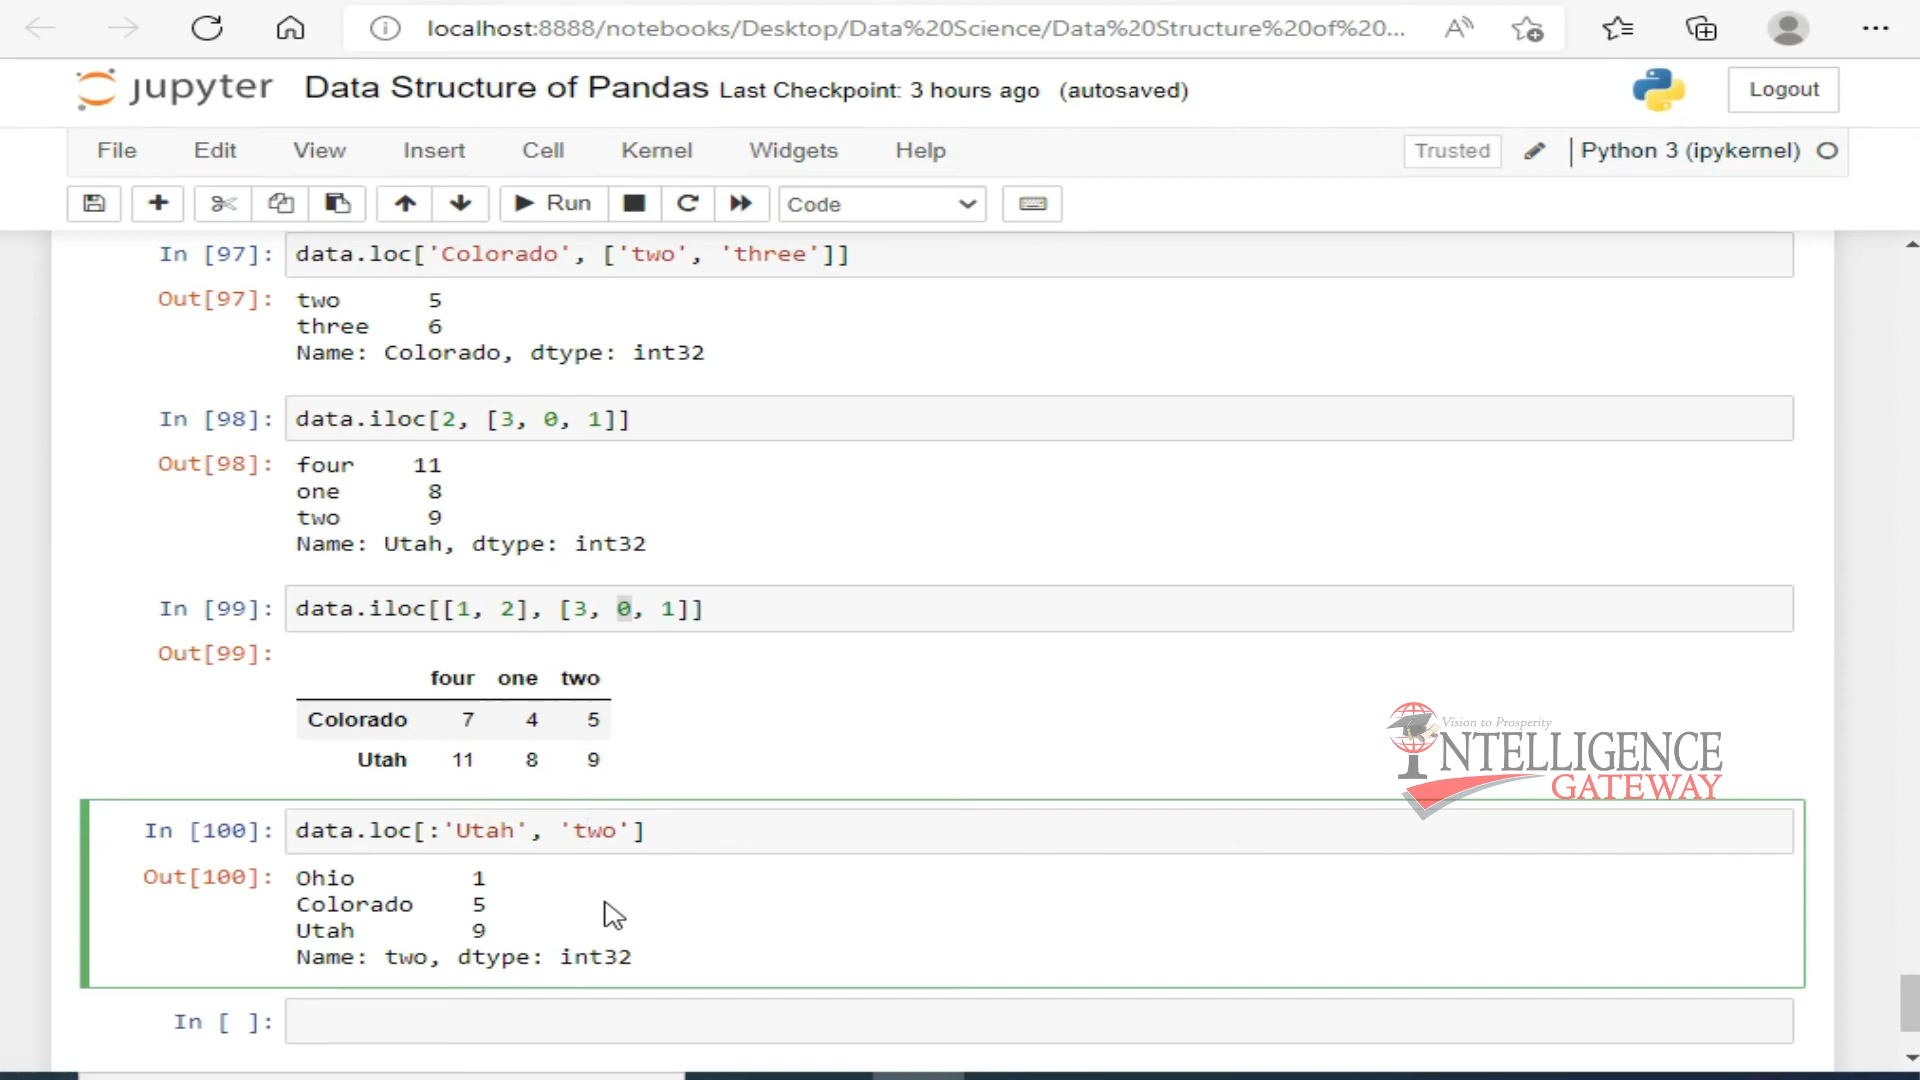 localhost:8888/notebooks/Desktop/Data%20Science/Data%20Structure%20of%20...
jupyter Data Structure of Pandas Last Checkpoint: 3 hours ago (autosaved) Logout
File Edit View Insert Cell Kernel Widgets Help Trusted Python 3 (ipykernel)
Run Code
In [97]: data.loc['Colorado', ['two', 'three']]
Out[97]: two 5
three 6
Name: Colorado, dtype: int32
In [98]: data.iloc[2, [3, 0, 1]]
Out[98]: four 11
one 8
two 9
Name: Utah, dtype: int32
In [99]: data.iloc[[1, 2], [3, 0, 1]]
Out[99]:
four one two
Colorado 7 4 5
Utah 11 8 9
Vision to Prosperity
INTELLIGENCE
GATEWAY
In [100]: data.loc[:'Utah', 'two']
Out[100]: Ohio 1
Colorado 5
Utah 9
Name: two, dtype: int32
In [ ]: